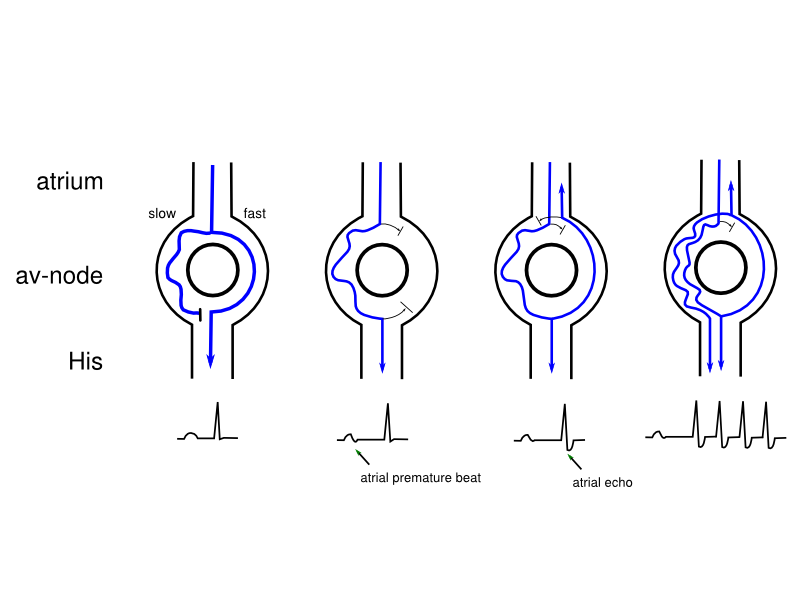 atrium
slow
fast
av-node
His
atrial premature beat
atrial echo